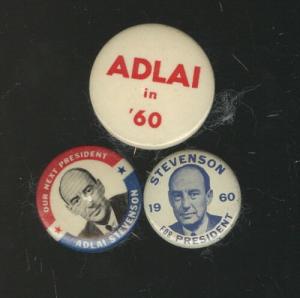 ADLAI
in
'60
OUR NEXT PRESIDENT
ADLAI STEVENSON
STEVENSON
19 60
FOR PRESIDENT